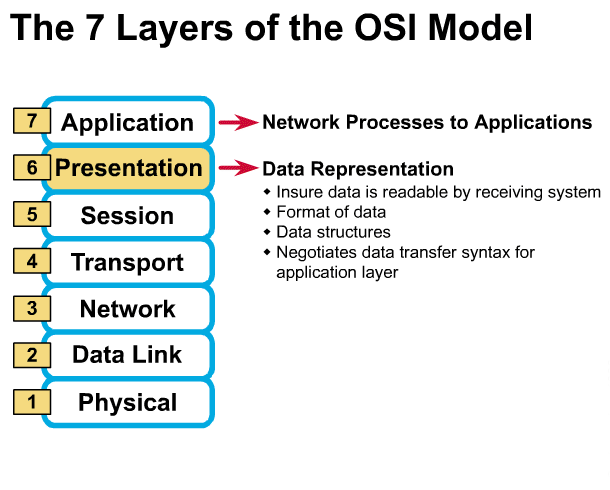 The 7 Layers of the OSI Model
7 Application Network Processes to Applications
6 Presentation Data Representation
Insure data is readable by receiving system
5 Session Format of data
Data structures
4 Transport Negotiates data transfer syntax for
application layer
3 Network
2 Data Link
1 Physical